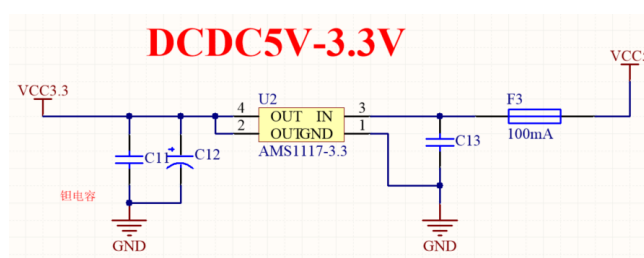 DCDC5V-3.3V
VCC3.3
U2
F3
4
OUT IN
3
2
OUTGND
1
AMS1117-3.3
100mA
C11
C12
C13
钽电容
GND
GND